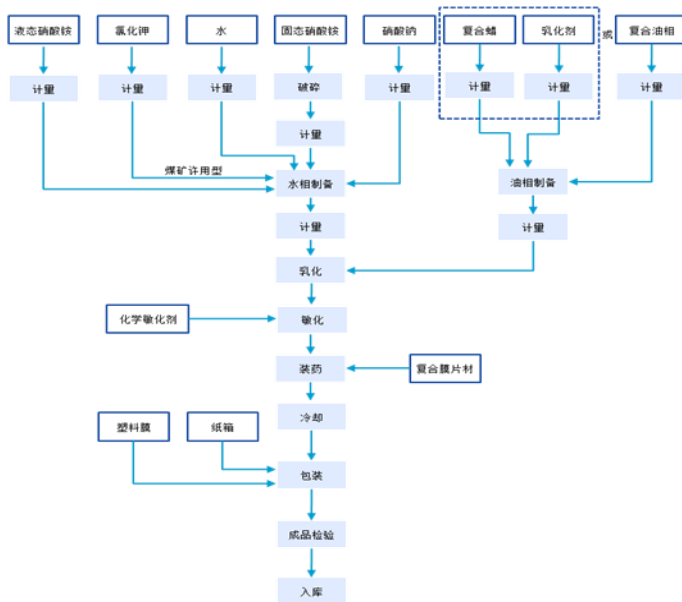 液态硝酸铵
氯化钾
水
固态硝酸铵
硝酸钠
复合蜡
乳化剂
或
复合油相
计量
计量
计量
破碎
计量
计量
计量
计量
计量
煤矿许用型
水相制备
油相制备
计量
计量
乳化
化学敏化剂
敏化
装药
复合膜片材
冷却
塑料膜
纸箱
包装
成品检验
入库